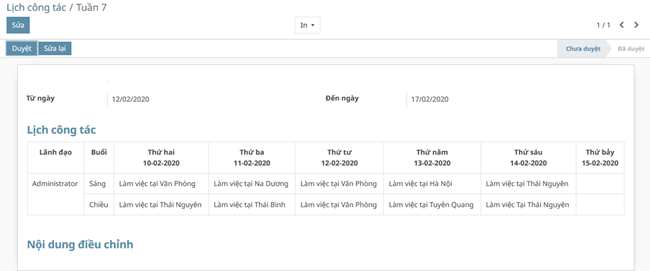 Lịch công tác / Tuần 7
Sửa In 1 / 1
Duyệt Sửa lại Chưa duyệt Đã duyệt
Từ ngày 12/02/2020 Đến ngày 17/02/2020
Lịch công tác
Lãnh đạo Buổi Thứ hai Thứ ba Thứ tư Thứ năm Thứ sáu Thứ bảy
10-02-2020 11-02-2020 12-02-2020 13-02-2020 14-02-2020 15-02-2020
Administrator Sáng Làm việc tại Văn Phòng Làm việc tại Na Dương Làm việc tại Văn Phòng Làm việc tại Hà Nội Làm việc tại Thái Nguyên
Chiều Làm việc tại Thái Nguyên Làm việc tại Thái Bình Làm việc tại Văn Phòng Làm việc tại Tuyên Quang Làm việc Tại Thái Nguyên
Nội dung điều chỉnh